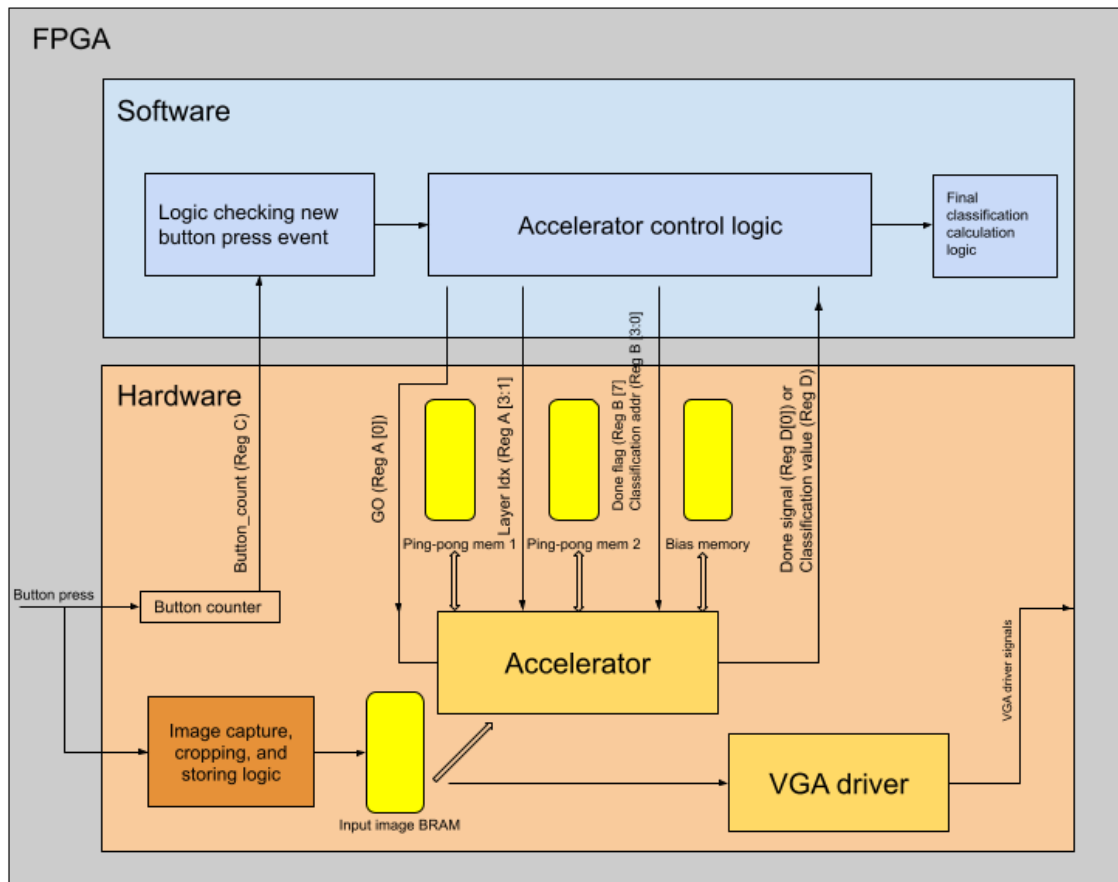 FPGA
Software
Logic checking new
button press event
Accelerator control logic
Final
classification
calculation
logic
Hardware
Button_count (Reg C)
GO (Reg A [0])
Layer Idx (Reg A [3:1]
Done flag (Reg B [7]
Classification addr (Reg B [3:0)
Done signal (Reg D[0]) or
Classification value (Reg D)
Ping-pong mem 1
Ping-pong mem 2
Bias memory
Button press
Button counter
Accelerator
VGA driver signals
Image capture,
cropping, and
storing logic
Input image BRAM
VGA driver